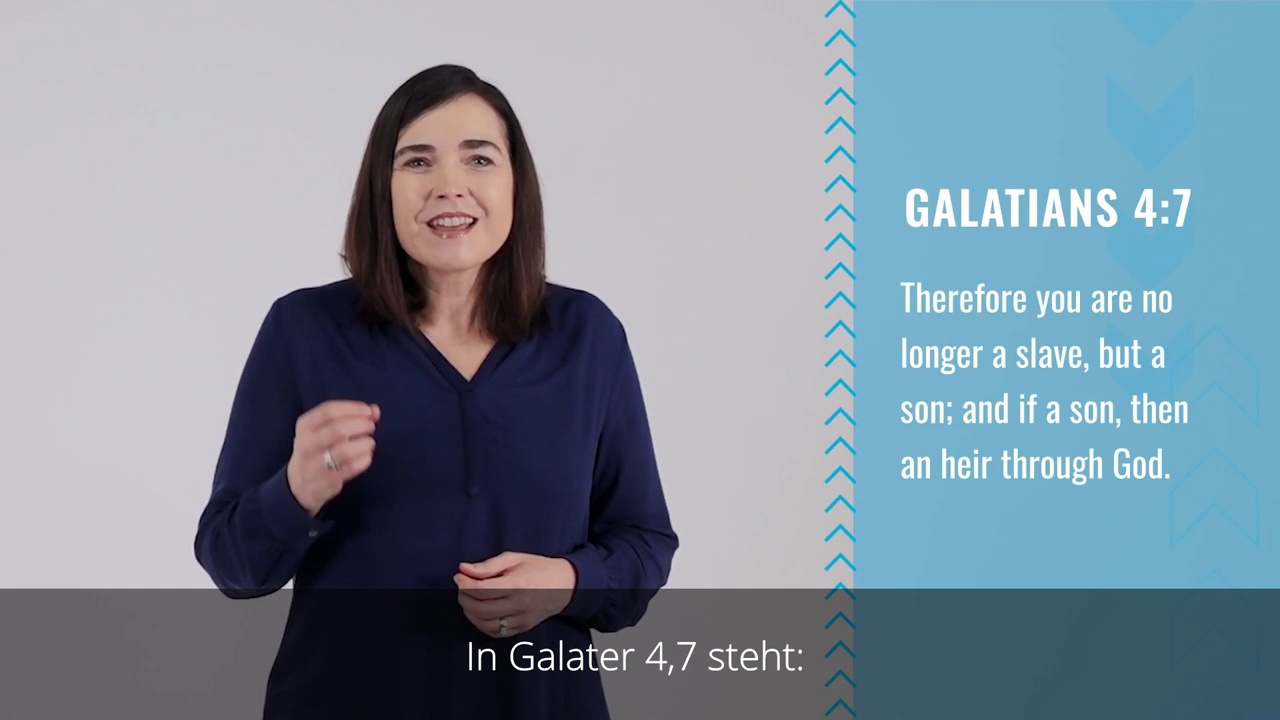 GALATIANS 4:7
Therefore you are no
longer a slave, but a
son; and if a son, then
an heir through God.
In Galater 4,7 steht: